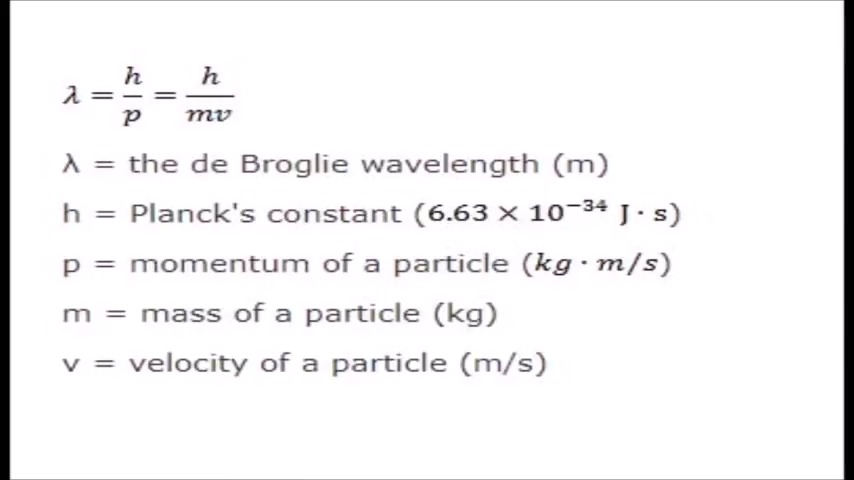 λ = h/p = h/mv
λ = the de Broglie wavelength (m)
h = Planck's constant (6.63 × 10⁻³⁴ J · s)
p = momentum of a particle (kg · m/s)
m = mass of a particle (kg)
v = velocity of a particle (m/s)